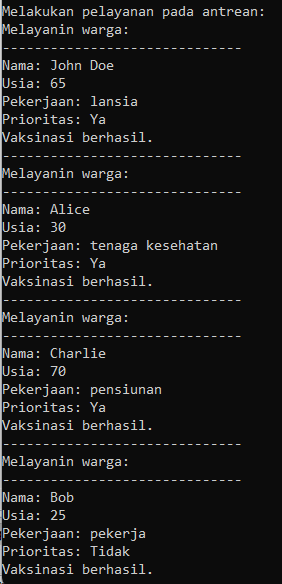 Melakukan pelayanan pada antrean:
Melayanin warga:
------------------------------
Nama: John Doe
Usia: 65
Pekerjaan: lansia
Prioritas: Ya
Vaksinasi berhasil.
------------------------------
Melayanin warga:
------------------------------
Nama: Alice
Usia: 30
Pekerjaan: tenaga kesehatan
Prioritas: Ya
Vaksinasi berhasil.
------------------------------
Melayanin warga:
------------------------------
Nama: Charlie
Usia: 70
Pekerjaan: pensiunan
Prioritas: Ya
Vaksinasi berhasil.
------------------------------
Melayanin warga:
------------------------------
Nama: Bob
Usia: 25
Pekerjaan: pekerja
Prioritas: Tidak
Vaksinasi berhasil.